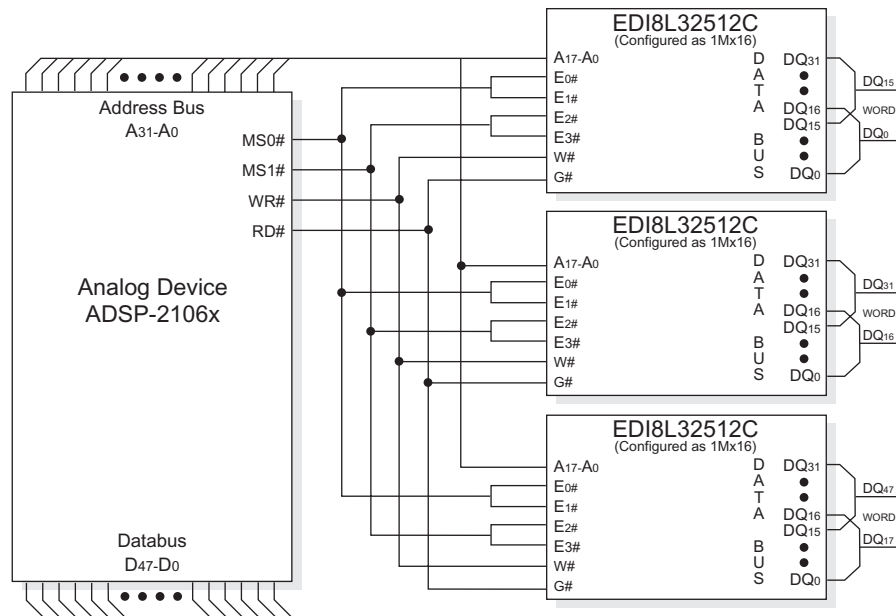 Address Bus
A31-A0
MS0#
MS1#
WR#
RD#
Analog Device
ADSP-2106x
Databus
D47-D0
EDI8L32512C
(Configured as 1Mx16)
A17-A0
E0#
E1#
E2#
E3#
W#
G#
D
A
T
A
B
U
S
DQ31
DQ16
DQ15
DQ0
DQ15
WORD
DQ0
EDI8L32512C
(Configured as 1Mx16)
A17-A0
E0#
E1#
E2#
E3#
W#
G#
D
A
T
A
B
U
S
DQ31
DQ16
DQ15
DQ0
DQ31
WORD
DQ16
EDI8L32512C
(Configured as 1Mx16)
A17-A0
E0#
E1#
E2#
E3#
W#
G#
D
A
T
A
B
U
S
DQ31
DQ16
DQ15
DQ0
DQ47
WORD
DQ17